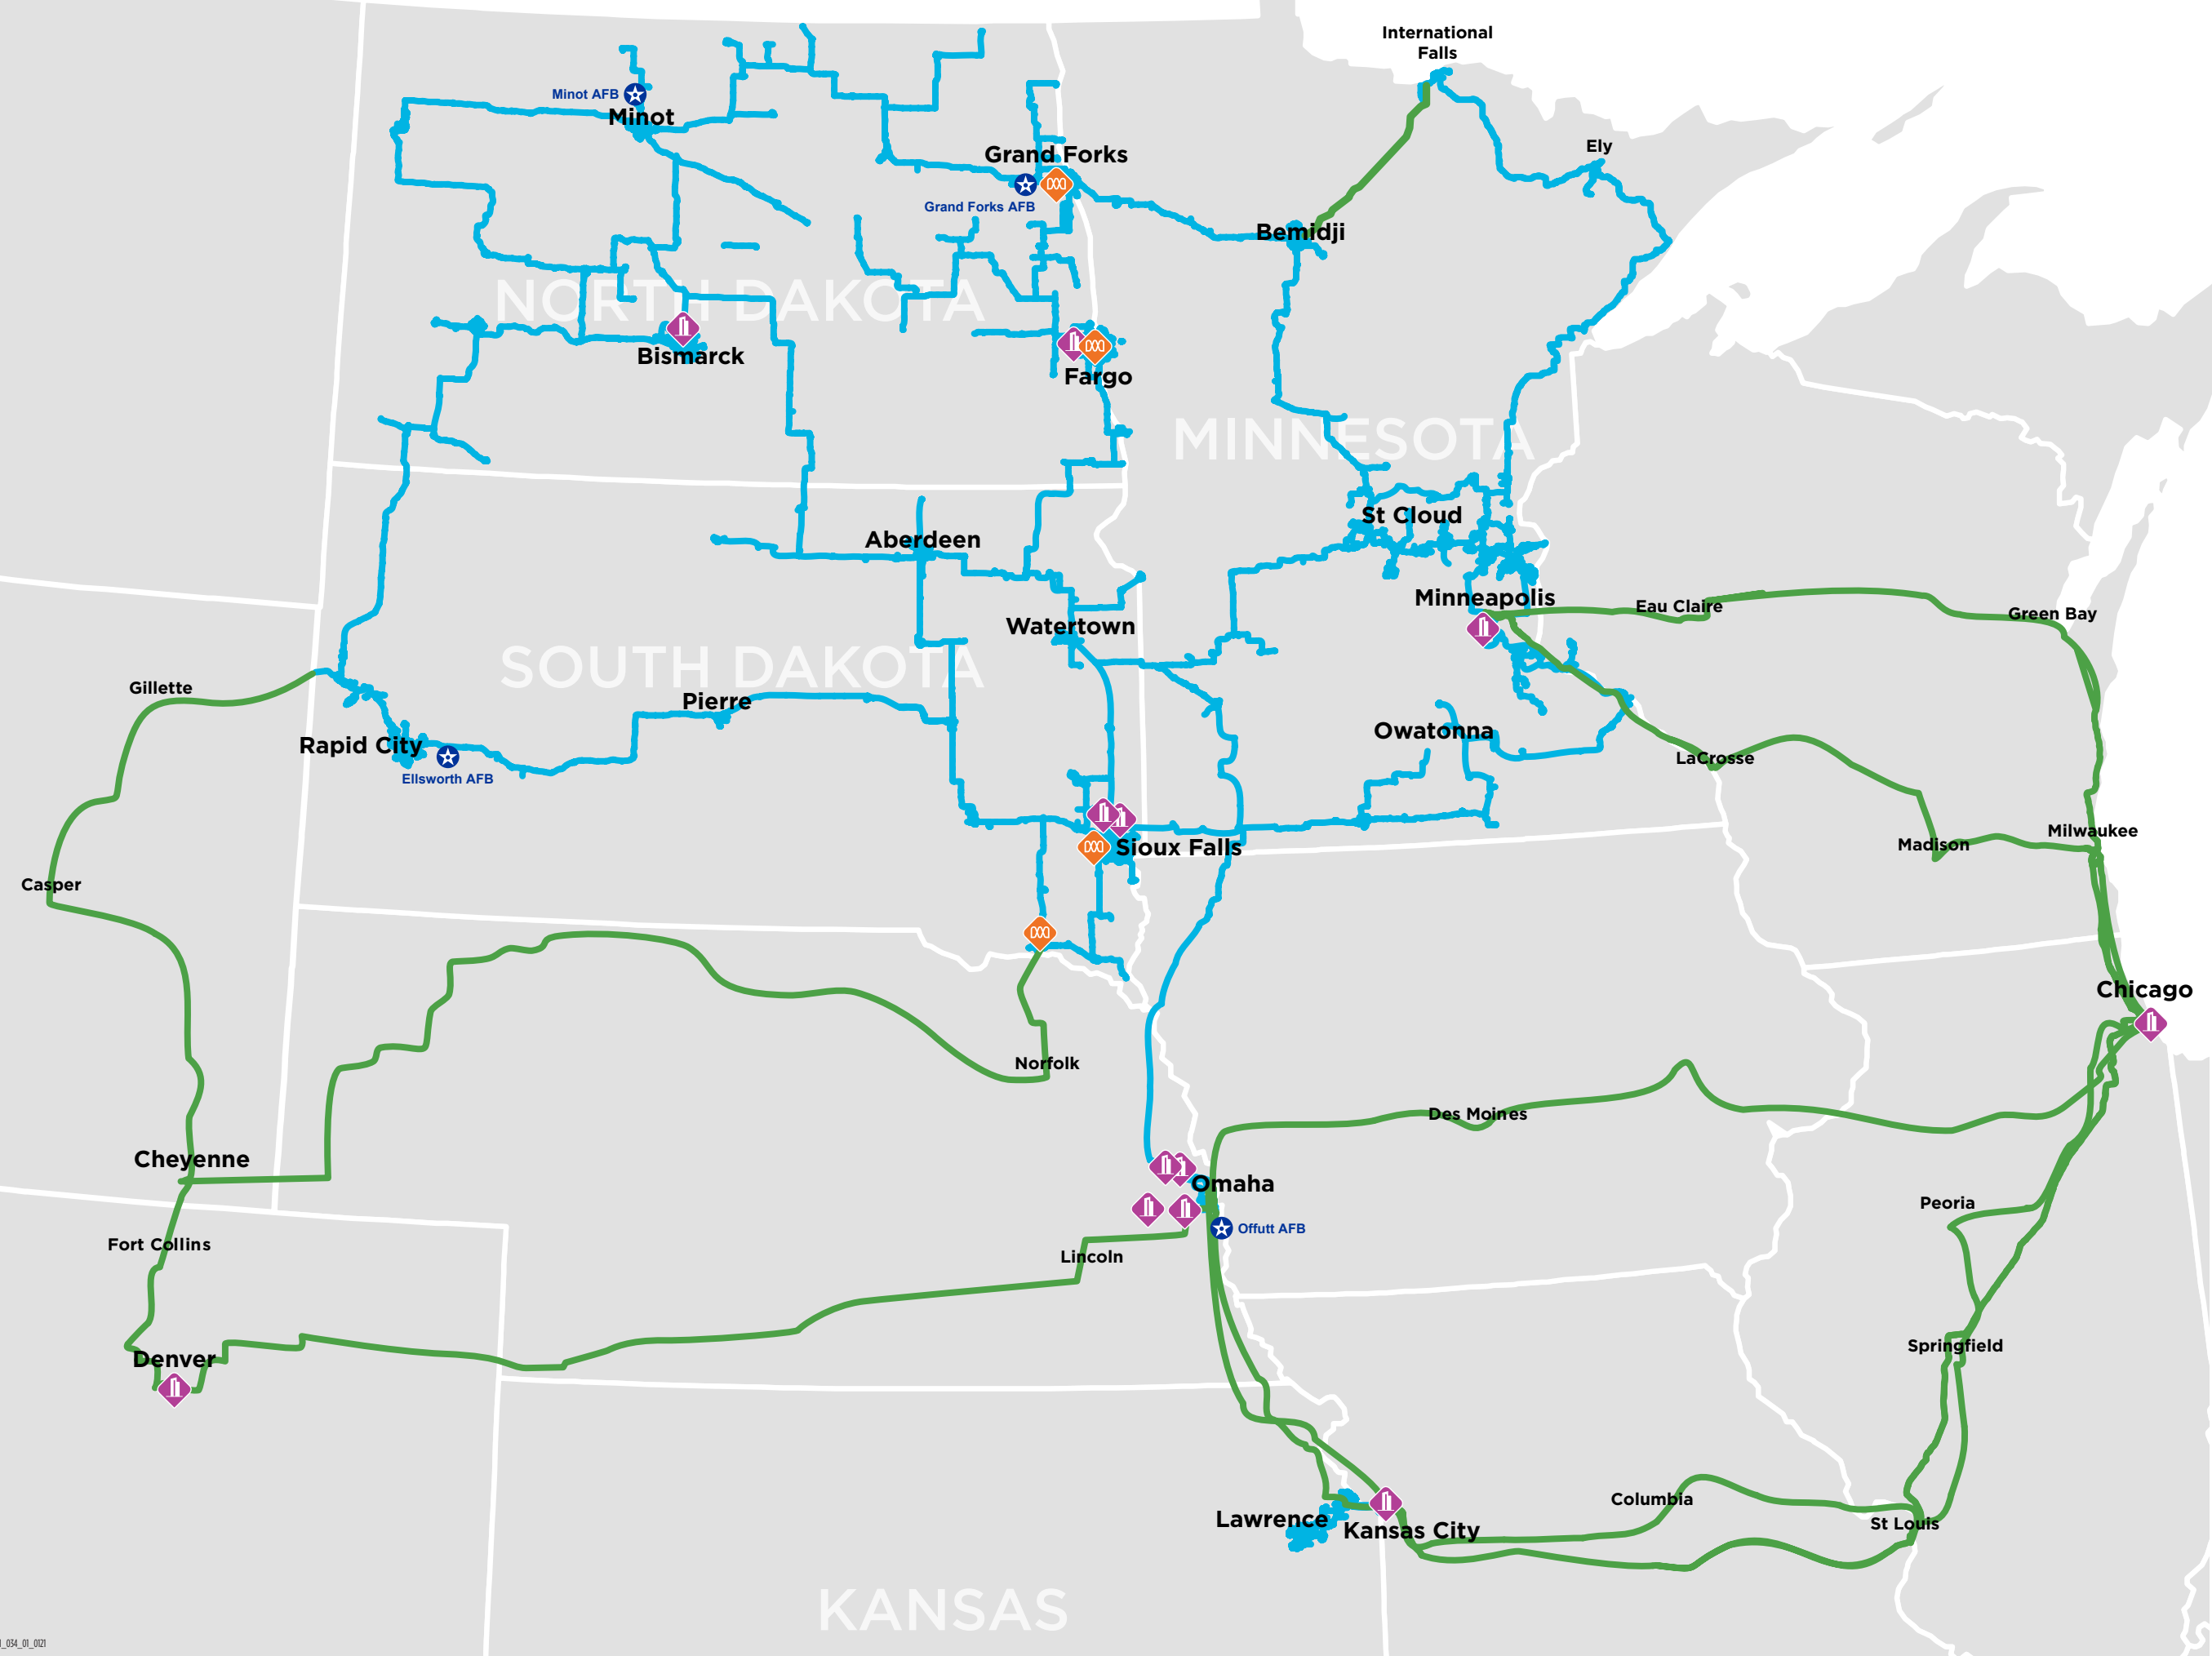 International
Falls
Minot AFB
Minot
Ely
Grand Forks
Grand Forks AFB
Bemidji
NORTH DAKOTA
Bismarck
Fargo
MINNESOTA
St Cloud
Aberdeen
Minneapolis
Eau Claire
Green Bay
Watertown
SOUTH DAKOTA
Gillette
Pierre
Owatonna
Rapid City
LaCrosse
Ellsworth AFB
Milwaukee
Madison
Sioux Falls
Casper
Chicago
Norfolk
Des Moines
Cheyenne
Omaha
Peoria
Offutt AFB
Fort Collins
Lincoln
Springfield
Denver
Columbia
Lawrence
Kansas City
St Louis
KANSAS
_034_01_0121